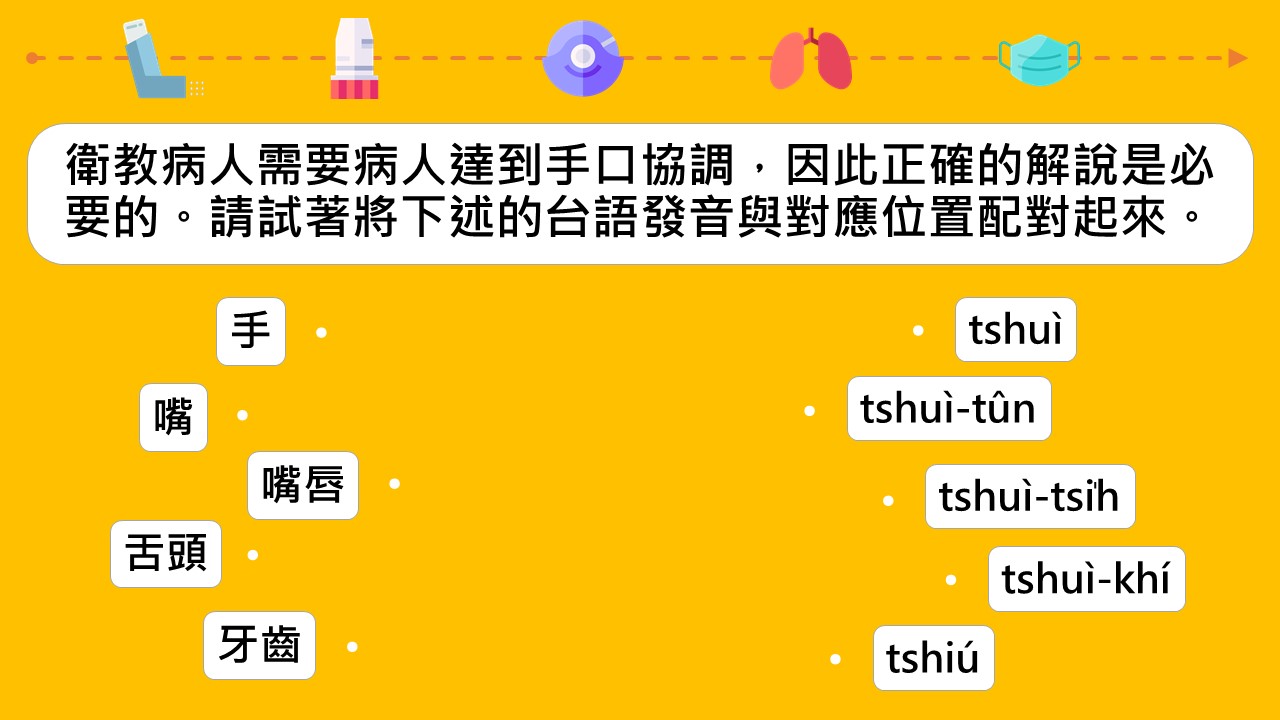 衛教病人需要病人達到手口協調，因此正確的解說是必
要的。請試著將下述的台語發音與對應位置配對起來。
手
tshuì
嘴
tshuì-tûn
嘴唇
tshuì-tsi̍h
舌頭
tshuì-khí
牙齒
tshiú